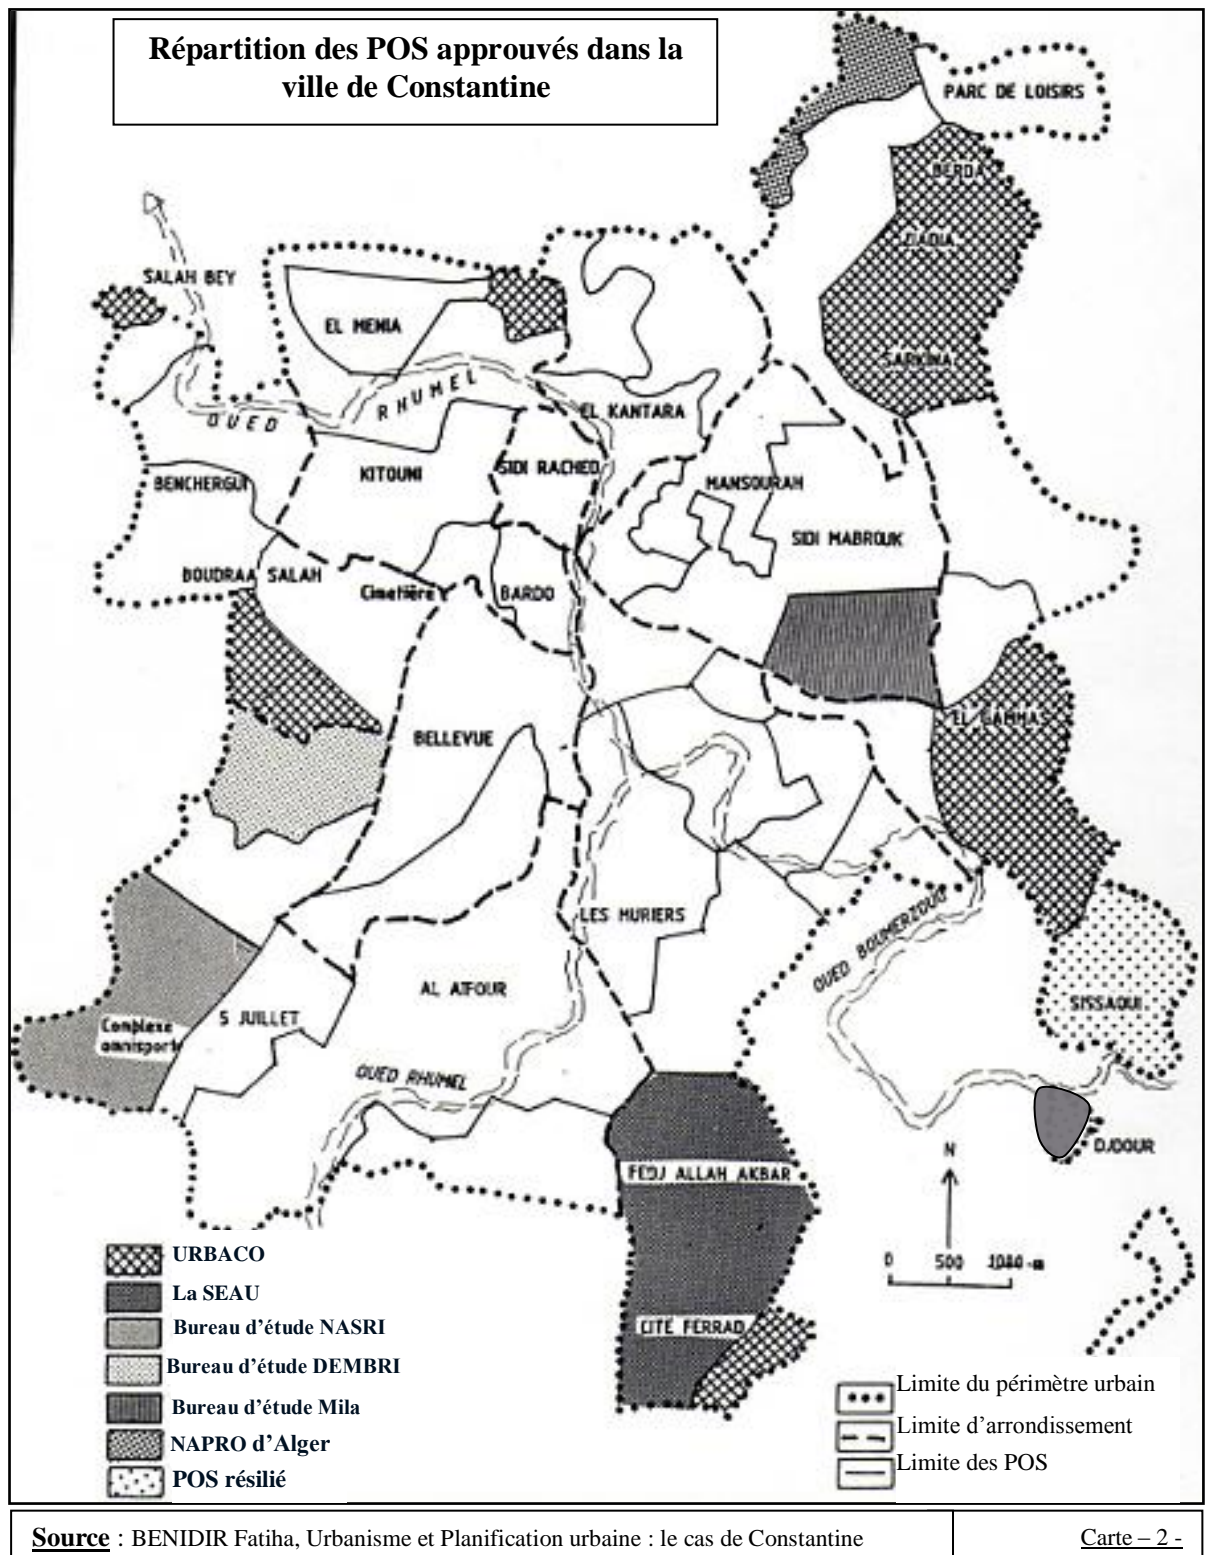 Répartition des POS approuvés dans la
ville de Constantine
PARC DE LOISIRS
BERDA
ZIADIA
SARKINA
SALAH BEY
EL MENIA
OUED RHUMEL
EL KANTARA
KITOUNI
SIDI RACHED
MANSOURAH
BENCHERGUI
SIDI MABROUK
BOUDRAA SALAH
Cimetière
BARDO
EL GAMMAS
BELLEVUE
LES MURIERS
OUED BOUMERZOUG
AL AIFOUR
SISSAOUI
5 JUILLET
Complexe
omnisport
OUED RHUMEL
DJDOUR
FEDJ ALLAH AKBAR
N
0 500 1000 m
CITÉ FERRAD
URBACO
La SEAU
Bureau d'étude NASRI
Bureau d'étude DEMBRI
Bureau d'étude Mila
NAPRO d'Alger
POS résilié
Limite du périmètre urbain
Limite d'arrondissement
Limite des POS
Source : BENIDIR Fatiha, Urbanisme et Planification urbaine : le cas de Constantine
Carte – 2 -